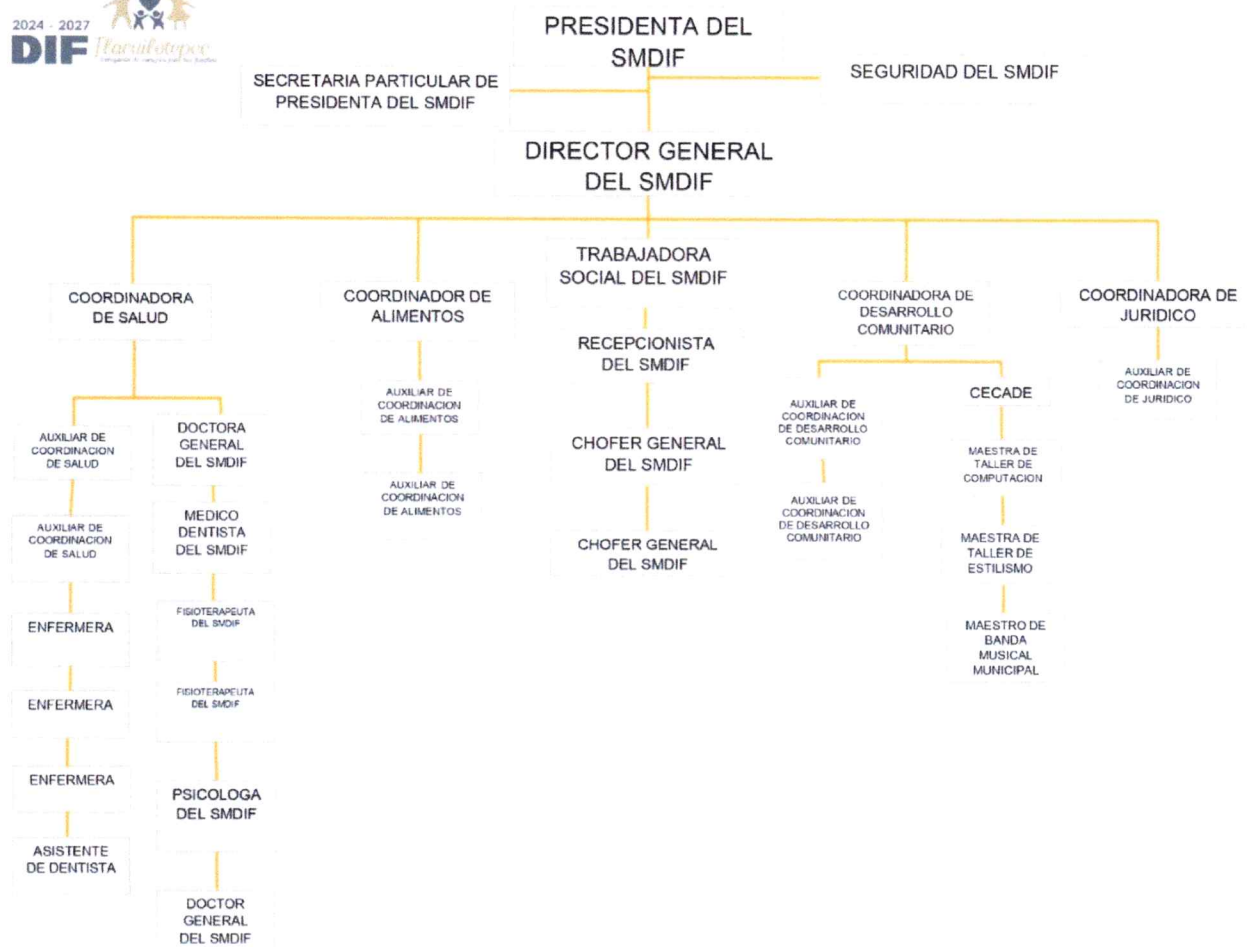 2024 - 2027
DIF Tlacuilotepec
PRESIDENTA DEL
SMDIF
SECRETARIA PARTICULAR DE
PRESIDENTA DEL SMDIF
SEGURIDAD DEL SMDIF
DIRECTOR GENERAL
DEL SMDIF
COORDINADORA
DE SALUD
AUXILIAR DE
COORDINACION
DE SALUD
AUXILIAR DE
COORDINACION
DE SALUD
ENFERMERA
ENFERMERA
ENFERMERA
ASISTENTE
DE DENTISTA
DOCTORA
GENERAL
DEL SMDIF
MEDICO
DENTISTA
DEL SMDIF
FISIOTERAPEUTA
DEL SMDIF
FISIOTERAPEUTA
DEL SMDIF
PSICOLOGA
DEL SMDIF
DOCTOR
GENERAL
DEL SMDIF
COORDINADOR DE
ALIMENTOS
AUXILIAR DE
COORDINACION
DE ALIMENTOS
AUXILIAR DE
COORDINACION
DE ALIMENTOS
TRABAJADORA
SOCIAL DEL SMDIF
RECEPCIONISTA
DEL SMDIF
CHOFER GENERAL
DEL SMDIF
CHOFER GENERAL
DEL SMDIF
COORDINADORA DE
DESARROLLO
COMUNITARIO
AUXILIAR DE
COORDINACION
DE DESARROLLO
COMUNITARIO
AUXILIAR DE
COORDINACION
DE DESARROLLO
COMUNITARIO
CECADE
MAESTRA DE
TALLER DE
COMPUTACION
MAESTRA DE
TALLER DE
ESTILISMO
MAESTRO DE
BANDA
MUSICAL
MUNICIPAL
COORDINADORA DE
JURIDICO
AUXILIAR DE
COORDINACION
DE JURIDICO